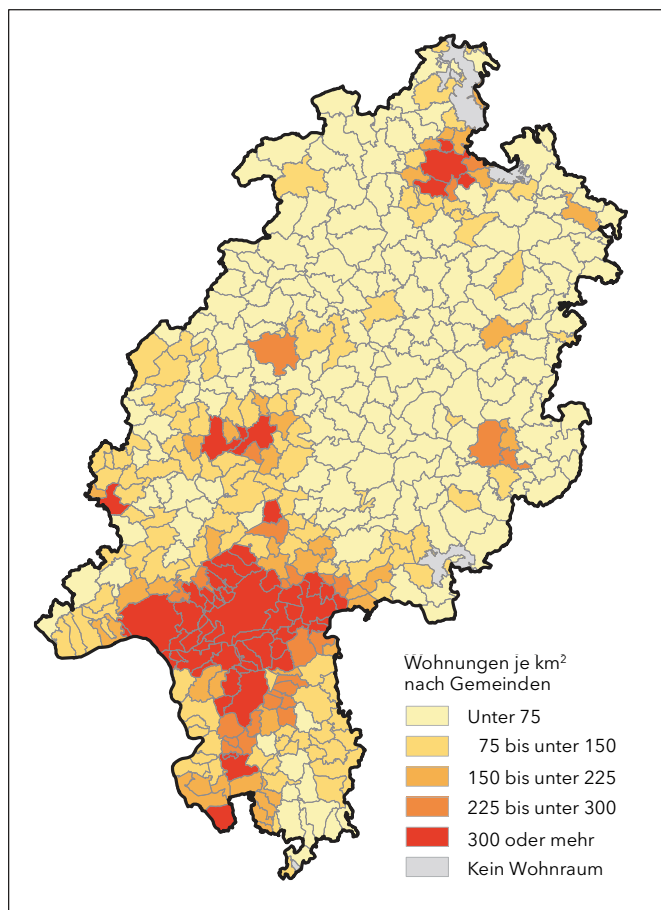 Wohnungen je km²
nach Gemeinden
Unter 75
75 bis unter 150
150 bis unter 225
225 bis unter 300
300 oder mehr
Kein Wohnraum